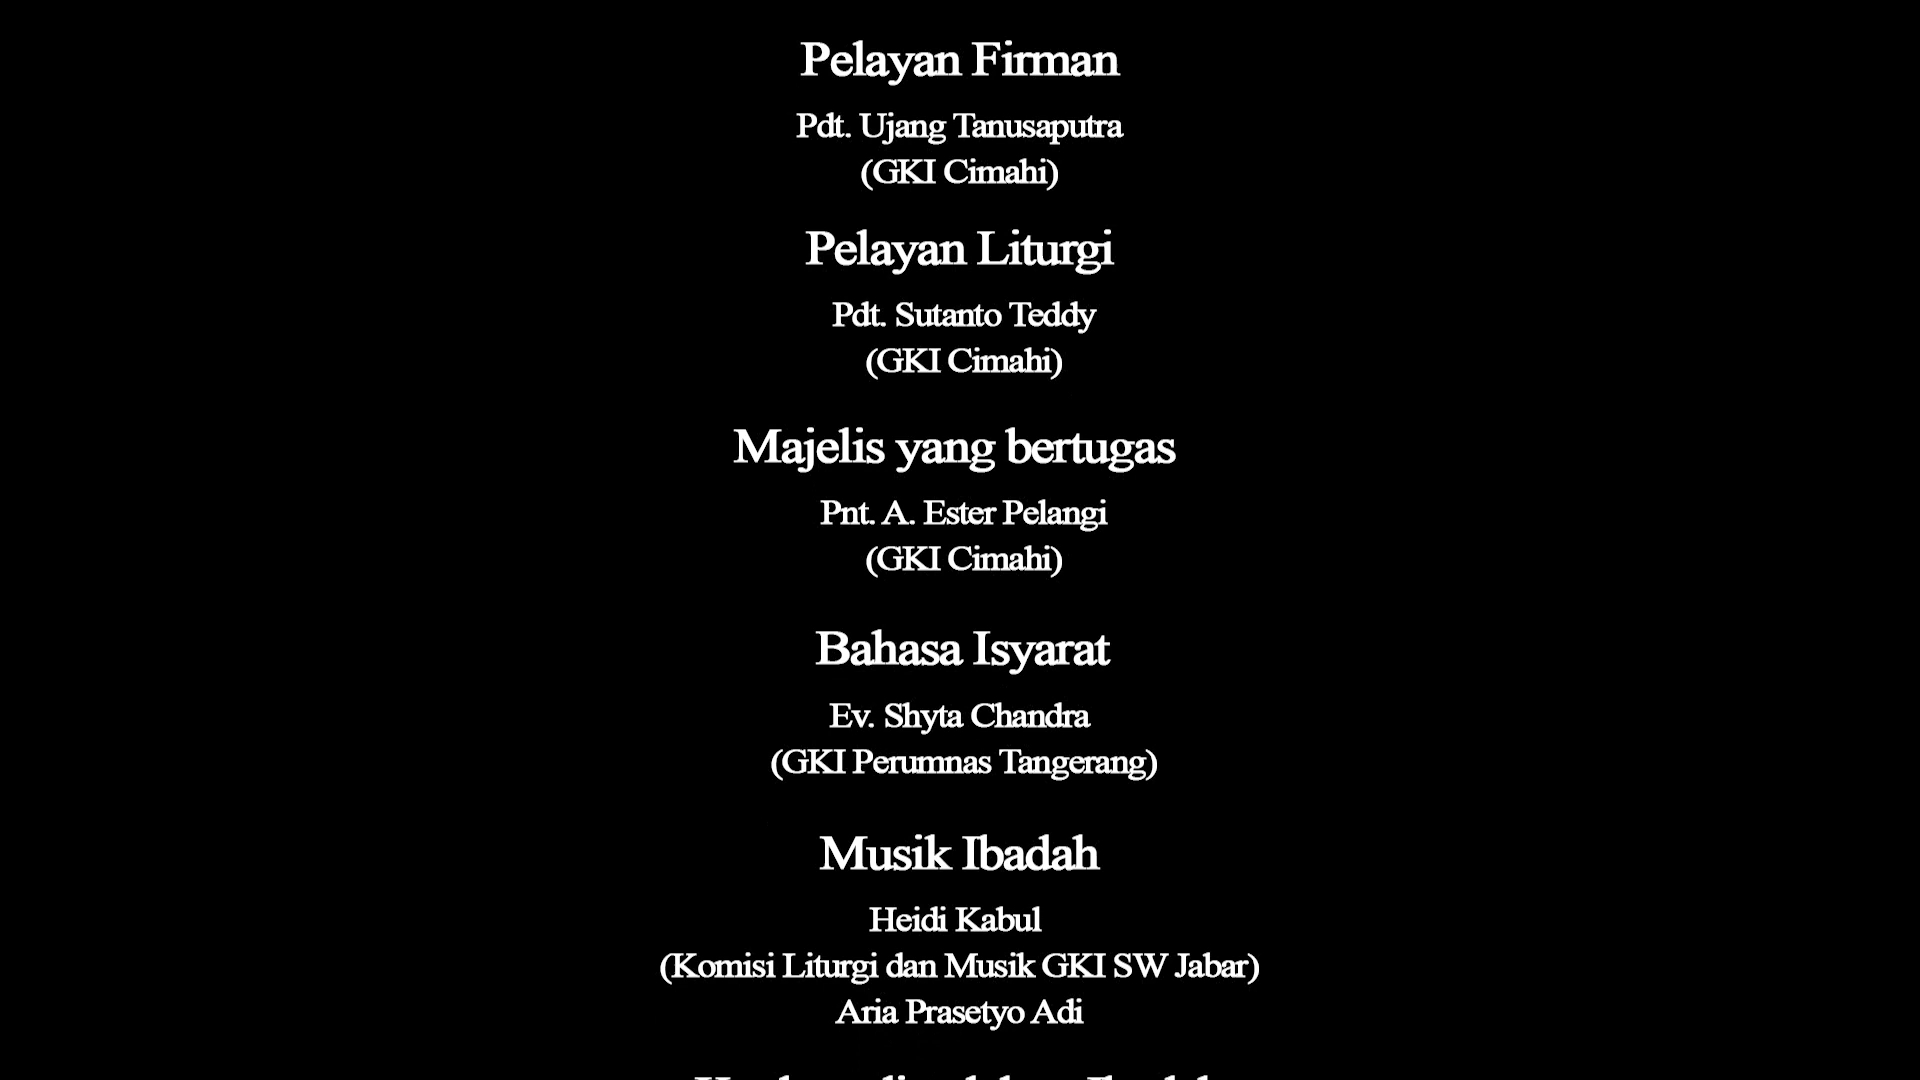 Pelayan Firman
Pdt. Ujang Tanusaputra
(GKI Cimahi)
Pelayan Liturgi
Pdt. Sutanto Teddy
(GKI Cimahi)
Majelis yang bertugas
Pnt. A. Ester Pelangi
(GKI Cimahi)
Bahasa Isyarat
Ev. Shyta Chandra
(GKI Perumnas Tangerang)
Musik Ibadah
Heidi Kabul
(Komisi Liturgi dan Musik GKI SW Jabar)
Aria Prasetyo Adi